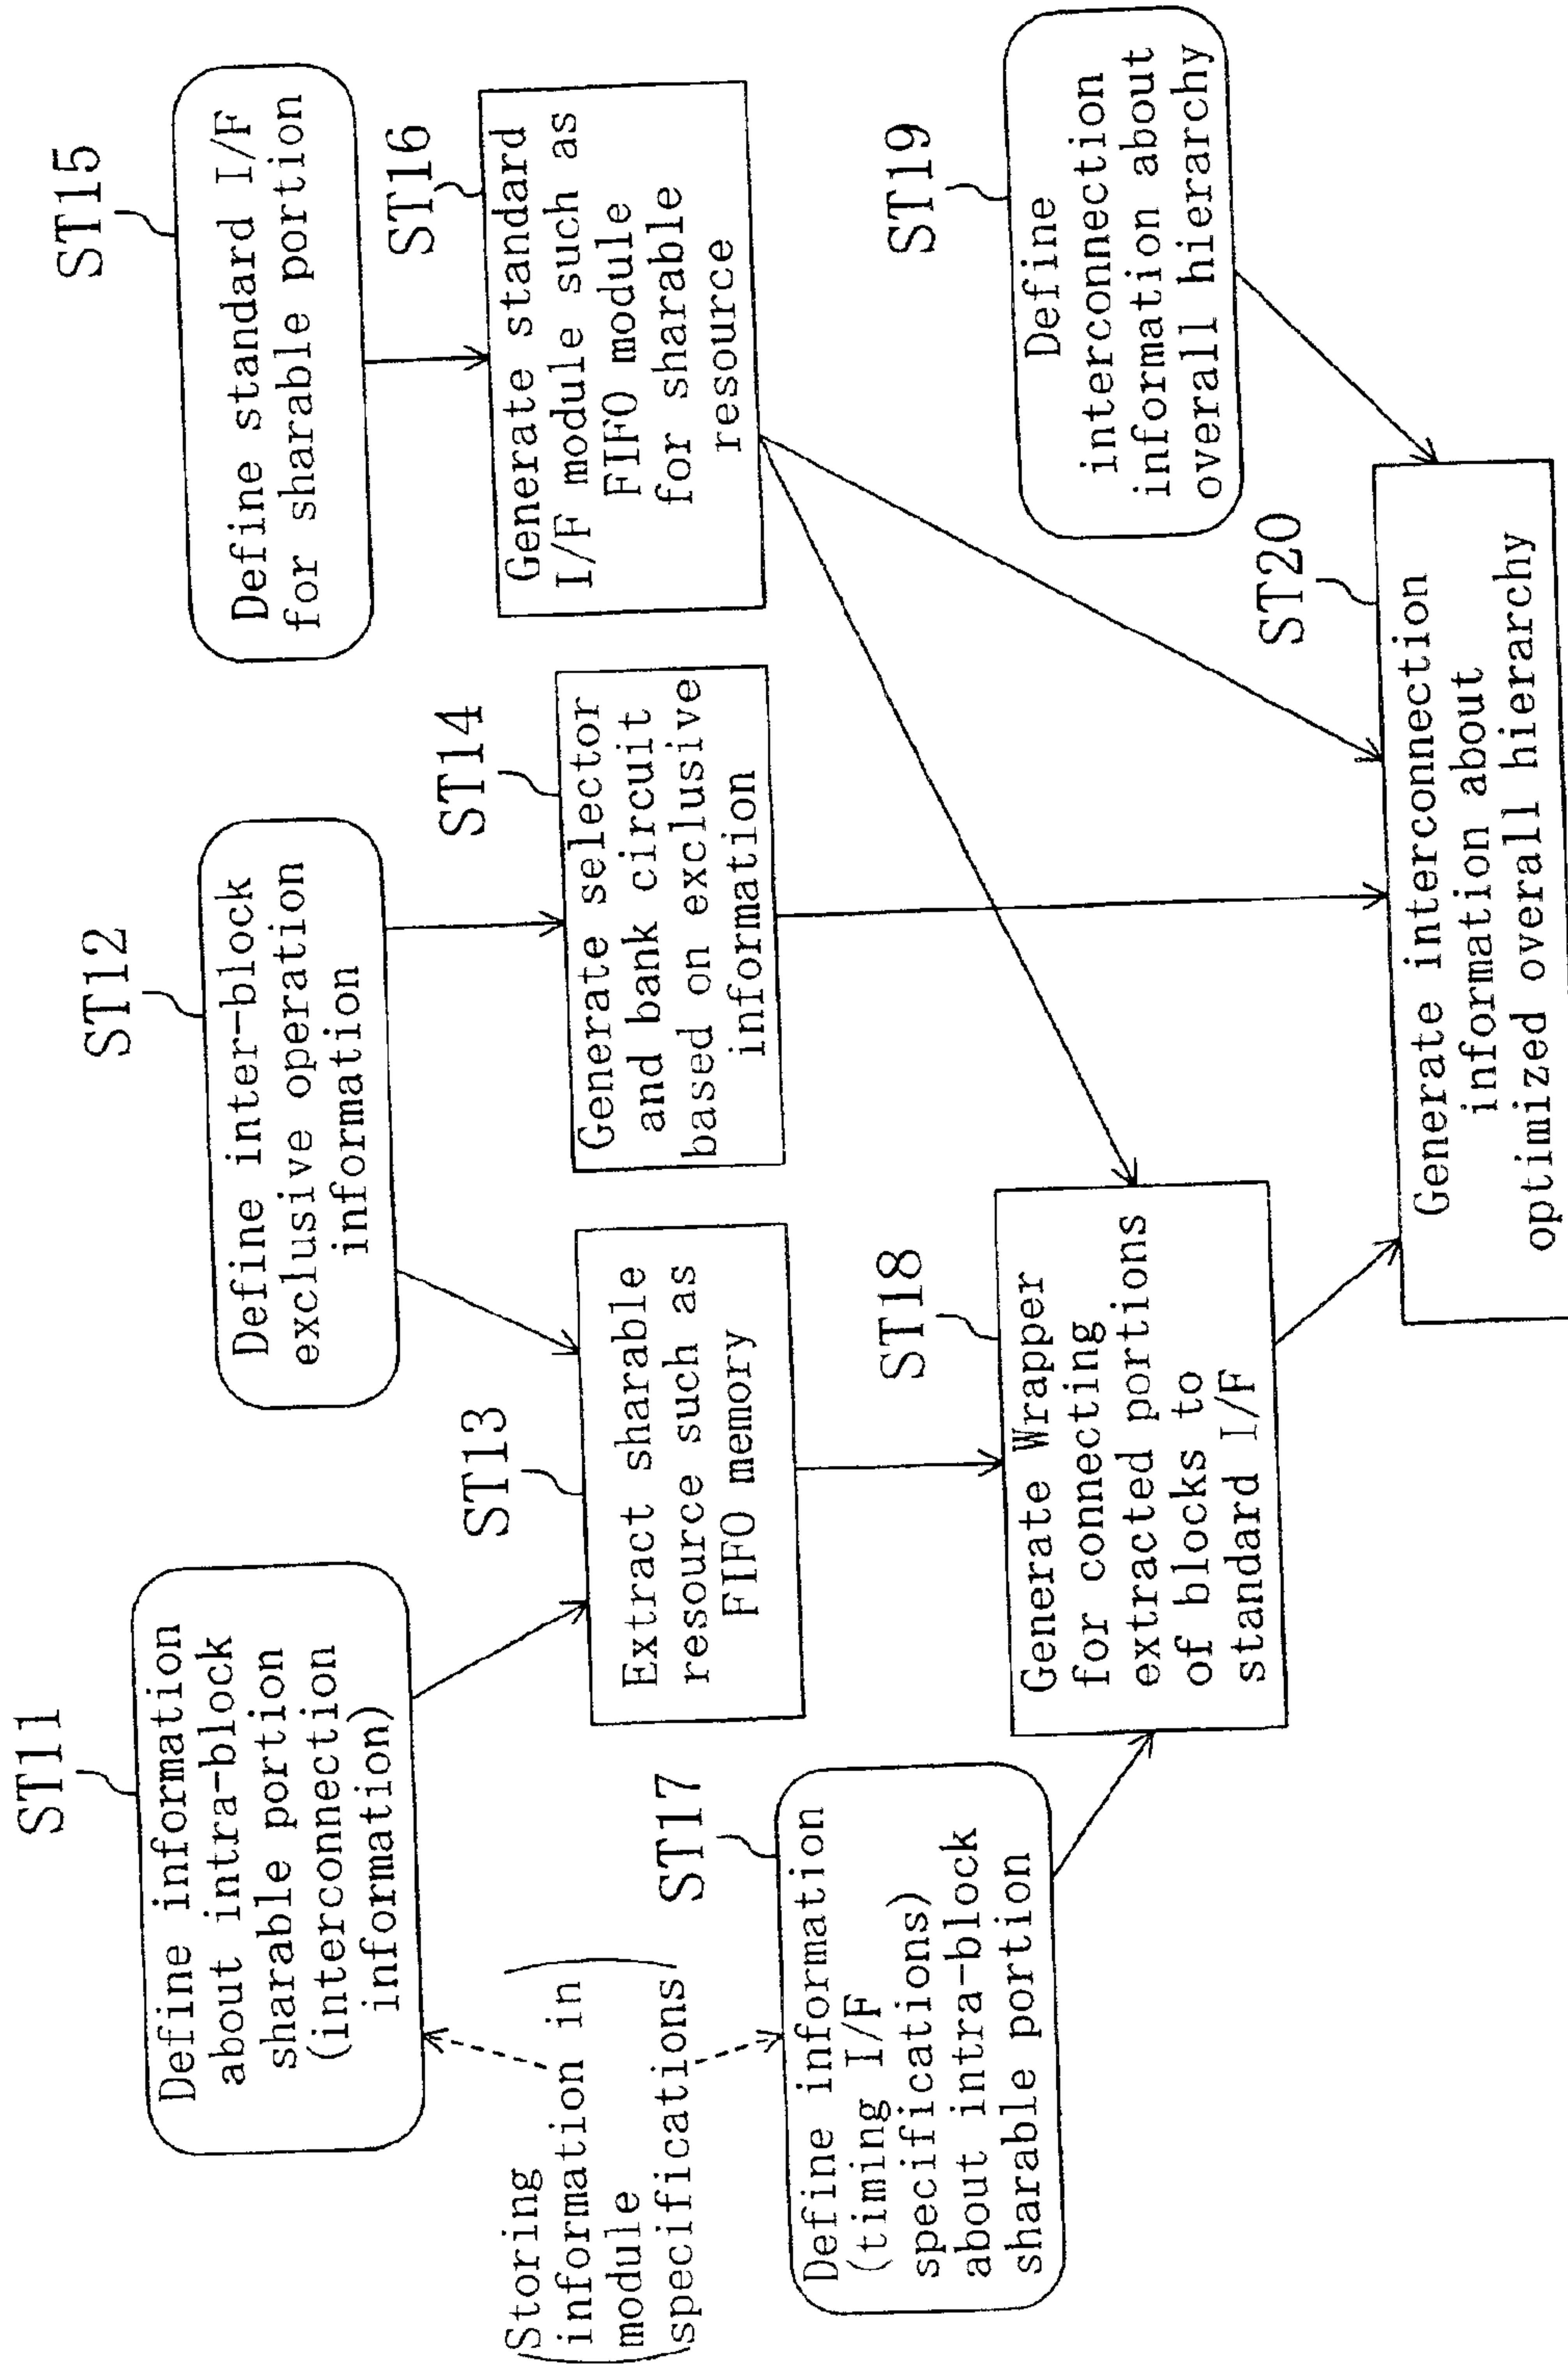 ST11
Define information
about intra-block
sharable portion
(interconnection
information)
ST12
Define inter-block
exclusive operation
information
ST15
Define standard I/F
for sharable portion
Storing
information in
module
specifications
ST13
Extract sharable
resource such as
FIFO memory
ST14
Generate selector
and bank circuit
based on exclusive
information
ST16
Generate standard
I/F module such as
FIFO module
for sharable
resource
ST17
Define information
(timing I/F
specifications)
about intra-block
sharable portion
ST18
Generate Wrapper
for connecting
extracted portions
of blocks to
standard I/F
ST19
Define
interconnection
information about
overall hierarchy
ST20
Generate interconnection
information about
optimized overall hierarchy